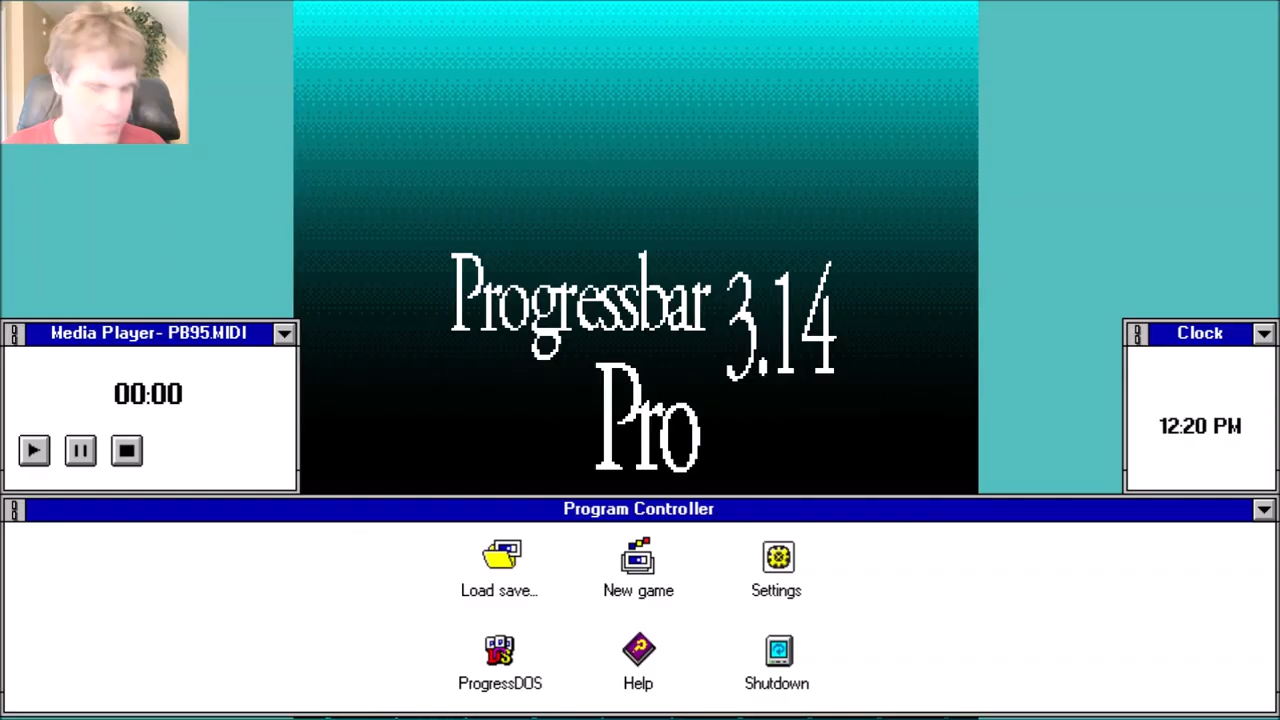 Progressbar 3.14
Pro
Media Player- PB95.MIDI
00:00
Clock
12:20 PM
Program Controller
Load save...
New game
Settings
ProgressDOS
Help
Shutdown